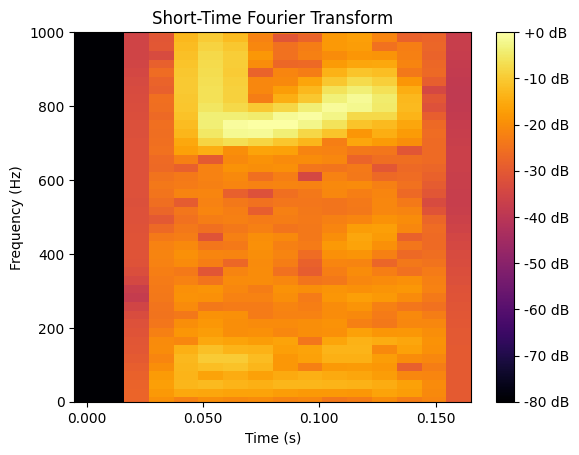 Short-Time Fourier Transform
Frequency (Hz)
1000
800
600
400
200
0
0.000
0.050
0.100
0.150
Time (s)
+0 dB
-10 dB
-20 dB
-30 dB
-40 dB
-50 dB
-60 dB
-70 dB
-80 dB